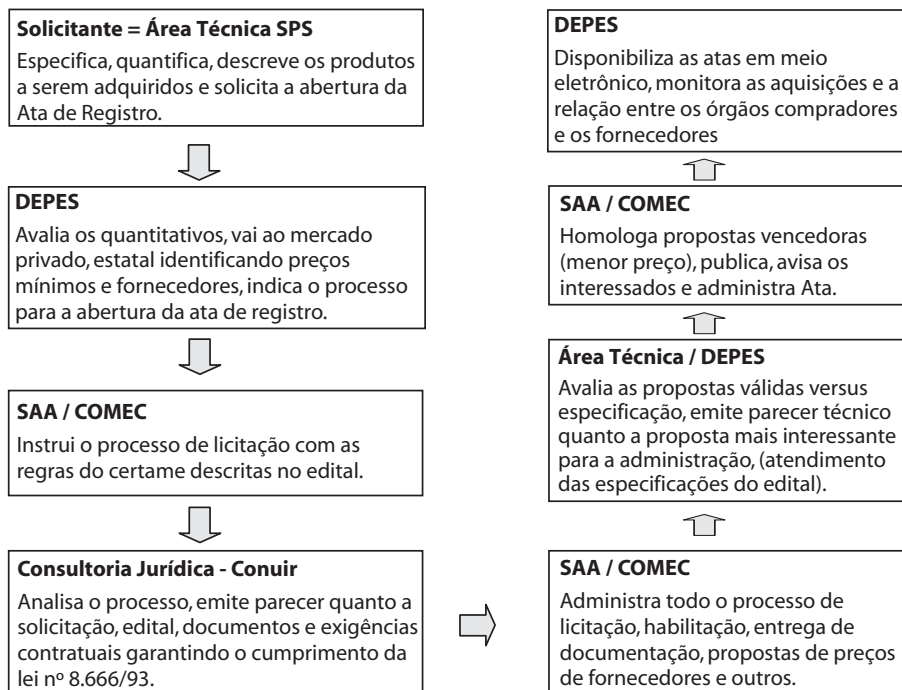 Solicitante = Área Técnica SPS
Especifica, quantifica, descreve os produtos
a serem adquiridos e solicita a abertura da
Ata de Registro.
DEPES
Avalia os quantitativos, vai ao mercado
privado, estatal identificando preços
mínimos e fornecedores, indica o processo
para a abertura da ata de registro.
SAA / COMEC
Instrui o processo de licitação com as
regras do certame descritas no edital.
Consultoria Jurídica - Conuir
Analisa o processo, emite parecer quanto a
solicitação, edital, documentos e exigências
contratuais garantindo o cumprimento da
lei nº 8.666/93.
SAA / COMEC
Administra todo o processo de
licitação, habilitação, entrega de
documentação, propostas de preços
de fornecedores e outros.
Área Técnica / DEPES
Avalia as propostas válidas versus
especificação, emite parecer técnico
quanto a proposta mais interessante
para a administração, (atendimento
das especificações do edital).
SAA / COMEC
Homologa propostas vencedoras
(menor preço), publica, avisa os
interessados e administra Ata.
DEPES
Disponibiliza as atas em meio
eletrônico, monitora as aquisições e a
relação entre os órgãos compradores
e os fornecedores